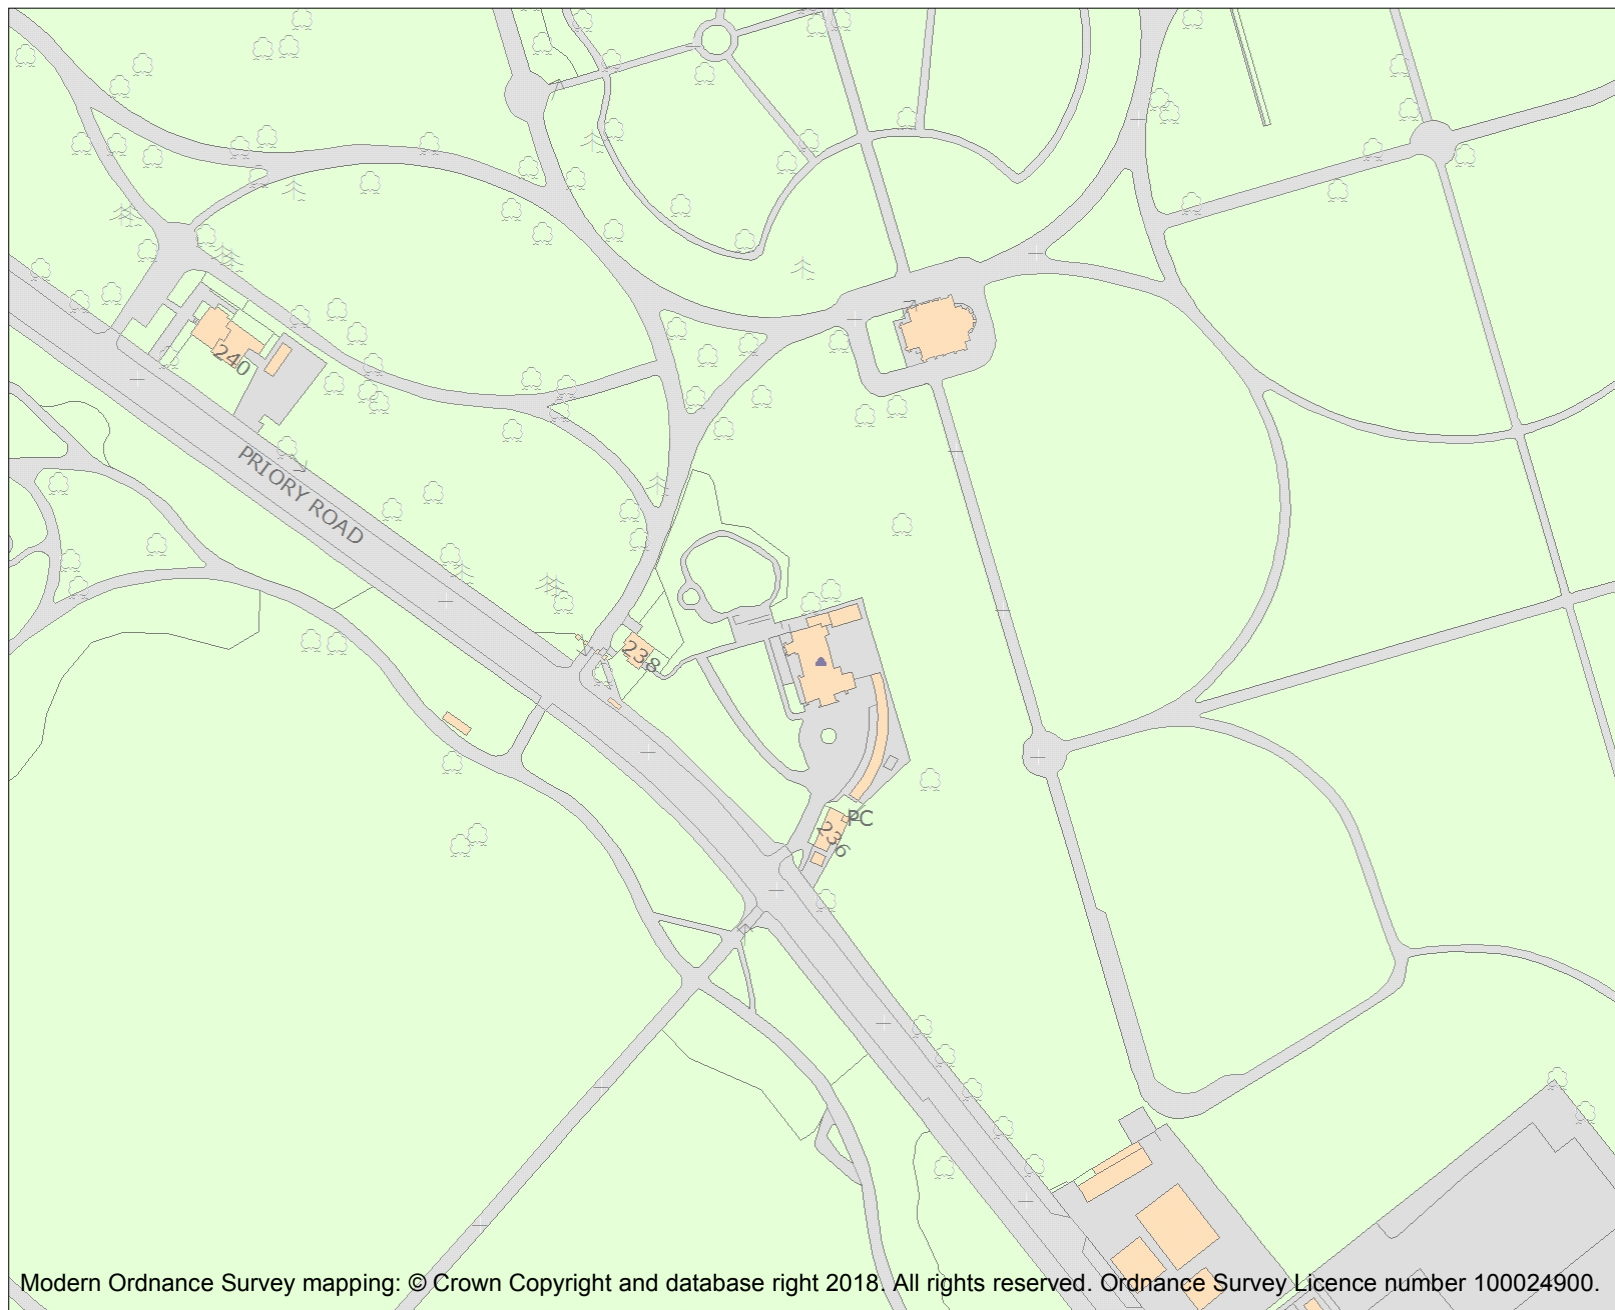 240
PRIORY ROAD
238
PC
236
Modern Ordnance Survey mapping: © Crown Copyright and database right 2018. All rights reserved. Ordnance Survey Licence number 100024900.